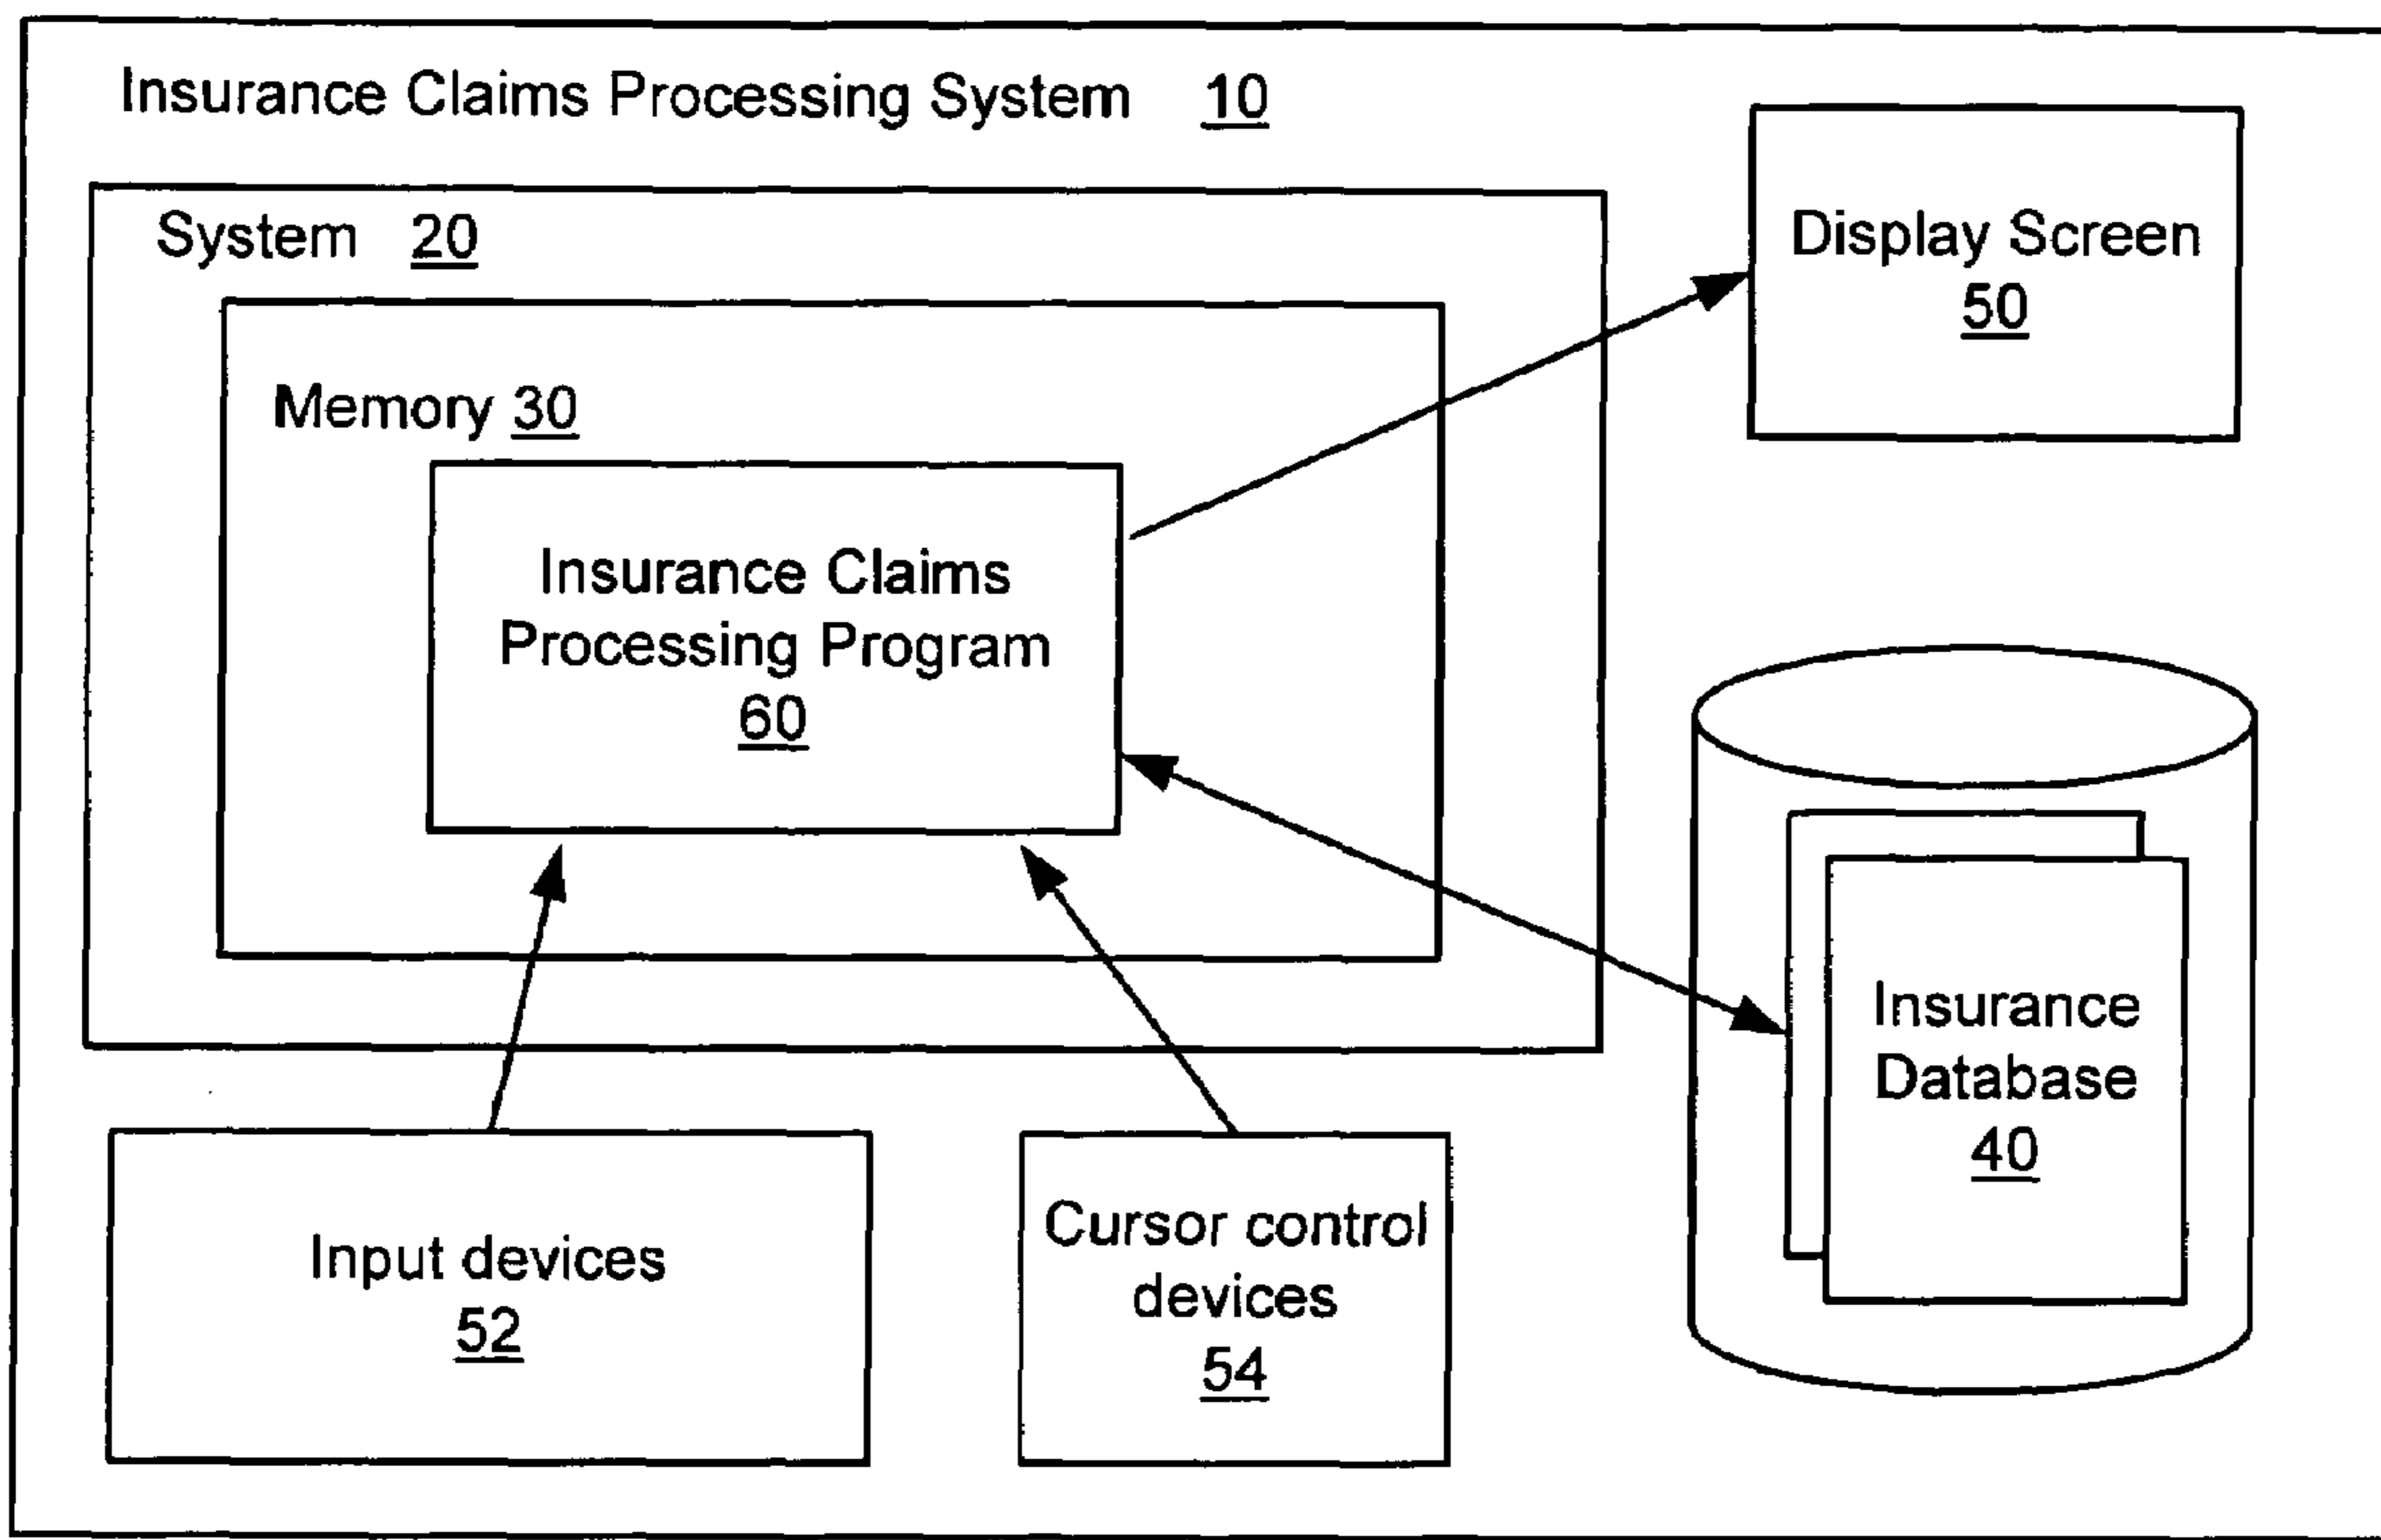 Insurance Claims Processing System 10
System 20
Memory 30
Insurance Claims
Processing Program
60
Display Screen
50
Insurance
Database
40
Input devices
52
Cursor control
devices
54